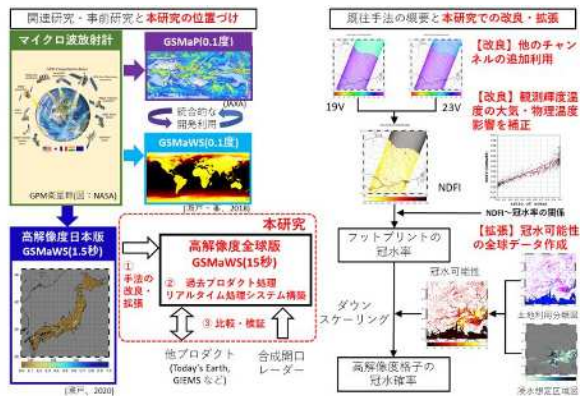 関連研究・事前研究と本研究の位置づけ
マイクロ波放射計
GPM衛星群(図：NASA)
GSMaP(0.1度)
(JAXA)
統合的な
開発利用
GSMaWS(0.1度)
高解像度日本版
GSMaWS(1.5秒)
[瀬戸, 2020]
本研究
①
手法の
改良・
拡張
高解像度全球版
GSMaWS(15秒)
② 過去プロダクト処理
リアルタイム処理システム構築
③ 比較・検証
他プロダクト
(Today's Earth,
GIEMS など)
合成開口
レーダー
既往手法の概要と本研究での改良・拡張
19V
23V
【改良】他のチャ
ンネルの追加利用
【改良】観測輝度温
度の大気・物理温度
影響を補正
NDFI
NDFI～冠水率の関係
フットプリントの
冠水率
【拡張】冠水可能性
の全球データ作成
冠水可能性
ダウン
スケーリング
土地利用分類図
高解像度格子の
冠水確率
浸水想定区域図